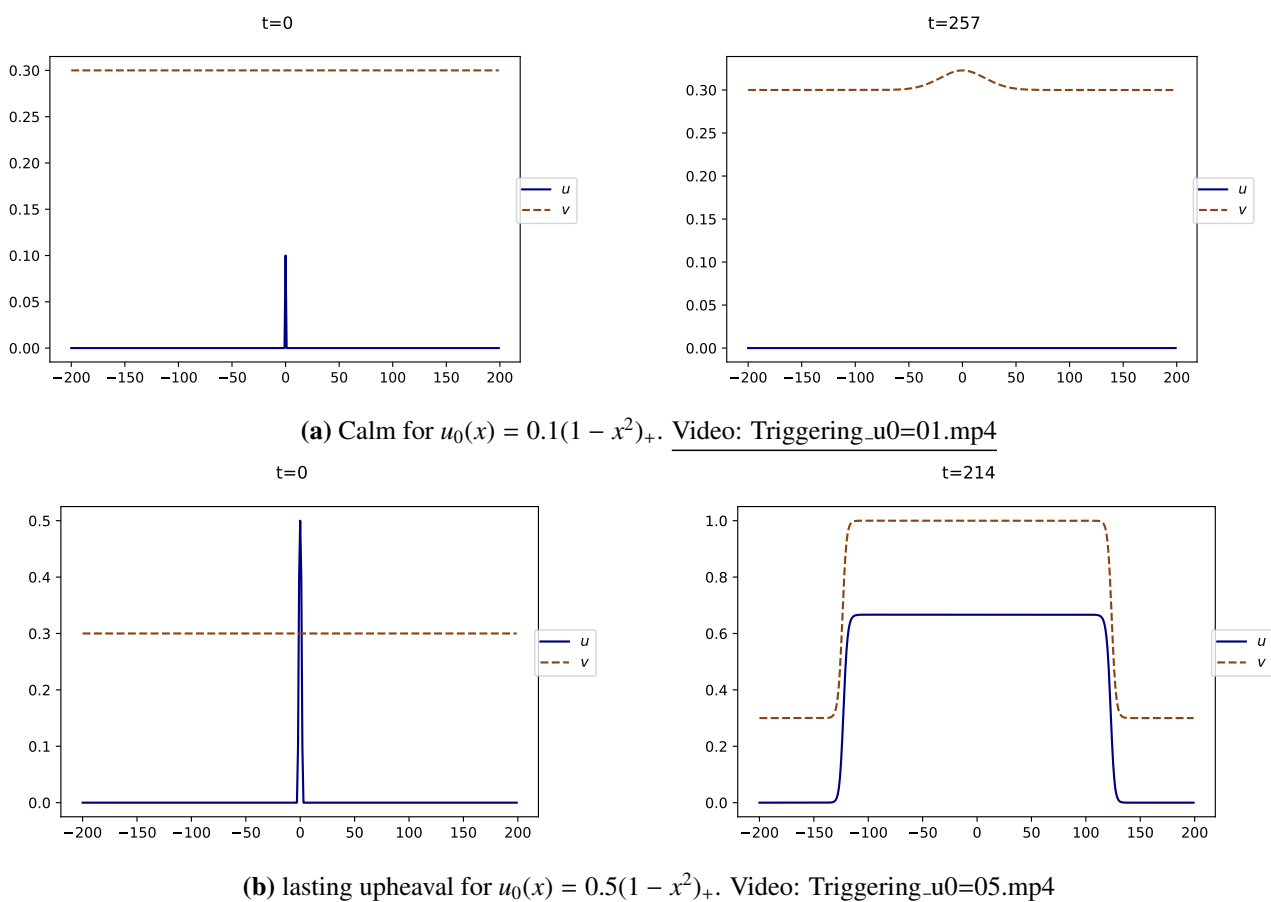 t=0
t=257
0.30
0.25
0.20
0.15
0.10
0.05
0.00
−200 −150 −100 −50 0 50 100 150 200
u
v
0.30
0.25
0.20
0.15
0.10
0.05
0.00
−200 −150 −100 −50 0 50 100 150 200
u
v
(a) Calm for u₀(x) = 0.1(1 − x²)₊. Video: Triggering_u0=01.mp4
t=0
t=214
0.5
0.4
0.3
0.2
0.1
0.0
−200 −150 −100 −50 0 50 100 150 200
u
v
1.0
0.8
0.6
0.4
0.2
0.0
−200 −150 −100 −50 0 50 100 150 200
u
v
(b) lasting upheaval for u₀(x) = 0.5(1 − x²)₊. Video: Triggering_u0=05.mp4